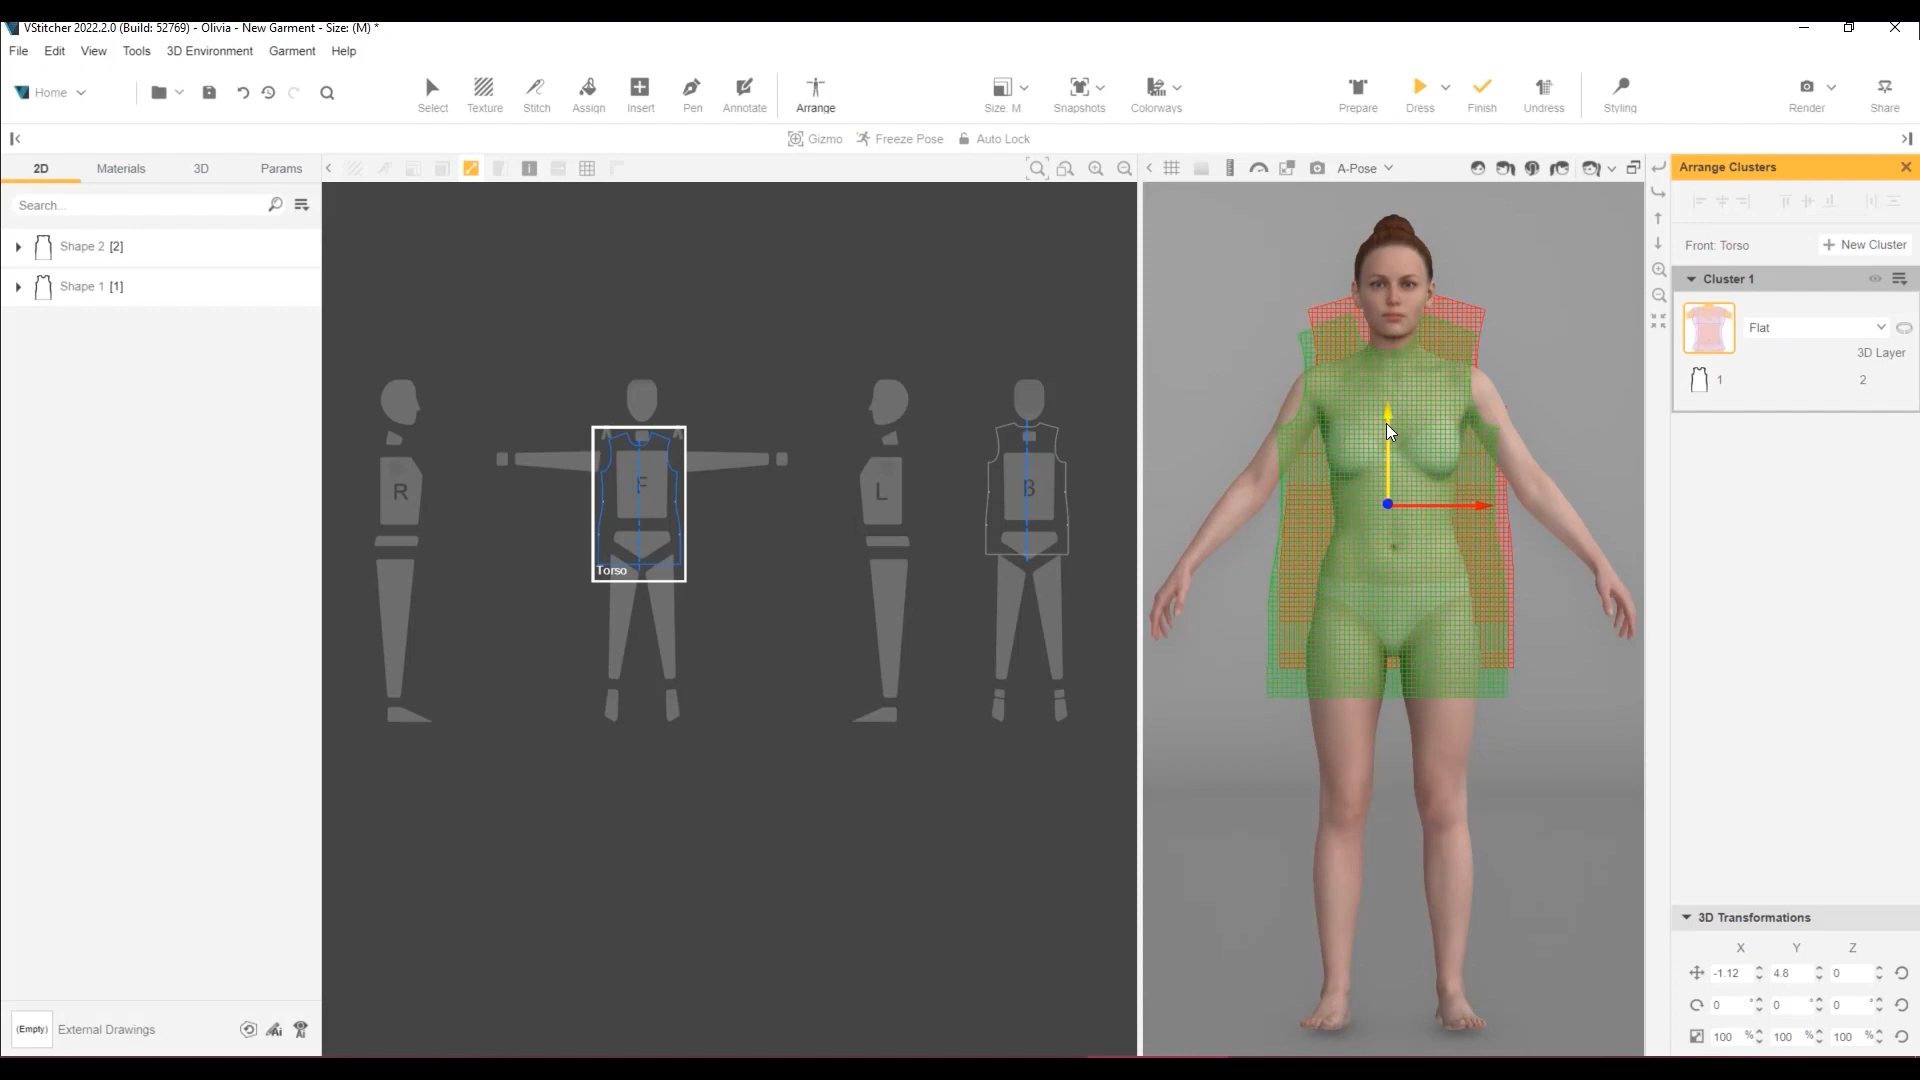 VStitcher 2022.2.0 (Build: 52769) - Olivia - New Garment - Size: (M) *
File Edit View Tools 3D Environment Garment Help
Home
Select Texture Stitch Assign Insert Pen Annotate Arrange Size: M Snapshots Colorways Prepare Dress Finish Undress Styling Render Share
Gizmo Freeze Pose Auto Lock
2D Materials 3D Params
A-Pose
Arrange Clusters
Search...
Shape 2 [2]
Shape 1 [1]
Front: Torso
+ New Cluster
Cluster 1
Flat
3D Layer
1 2
R F L B
Torso
3D Transformations
X Y Z
-1.12 4.8 0
0 ° 0 ° 0 °
100 % 100 % 100 %
(Empty) External Drawings
Ai Ai